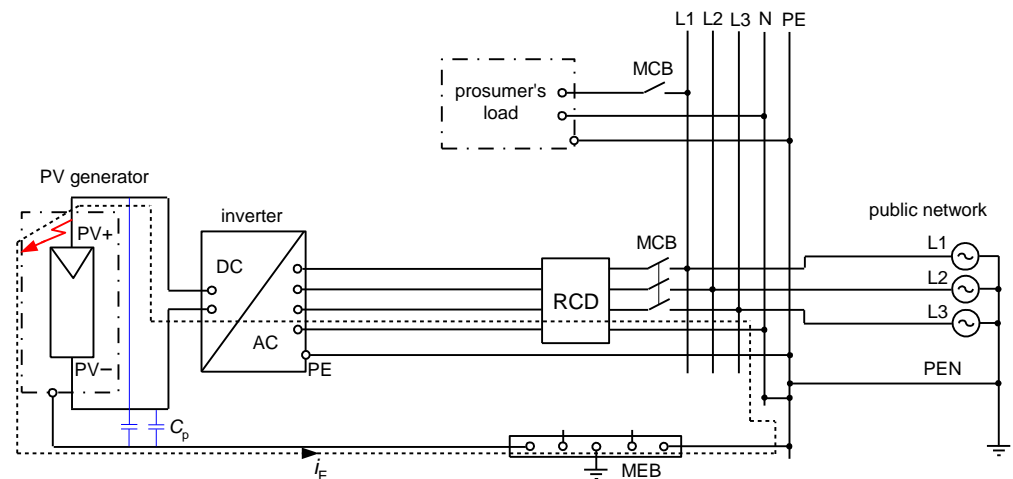 L1 L2 L3 N PE
MCB
prosumer's
load
PV generator
inverter
public network
PV+
DC
MCB
L1
RCD
L2
L3
AC
PE
PV−
PEN
Cp
MEB
iF